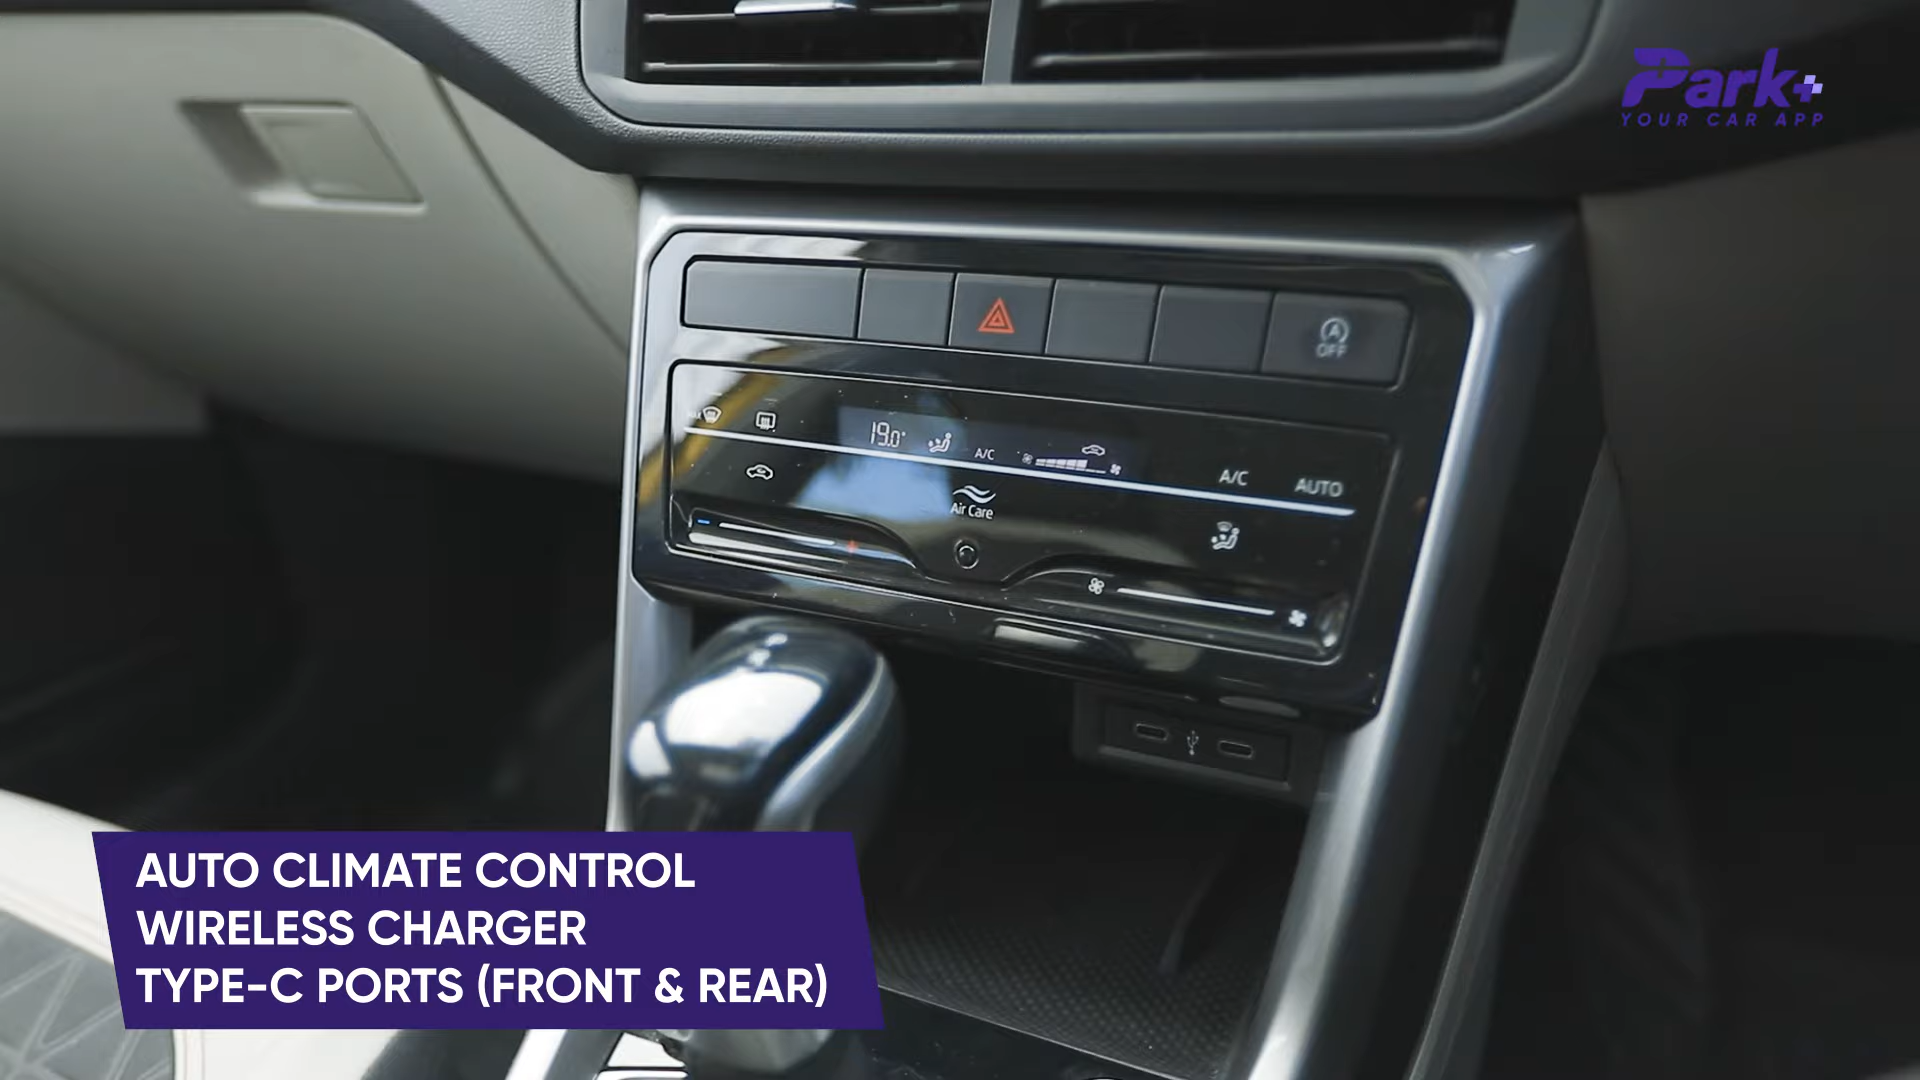 Park+
YOUR CAR APP
A
OFF
MAX
19.0°
A/C
A/C AUTO
Air Care
AUTO CLIMATE CONTROL
WIRELESS CHARGER
TYPE-C PORTS (FRONT & REAR)